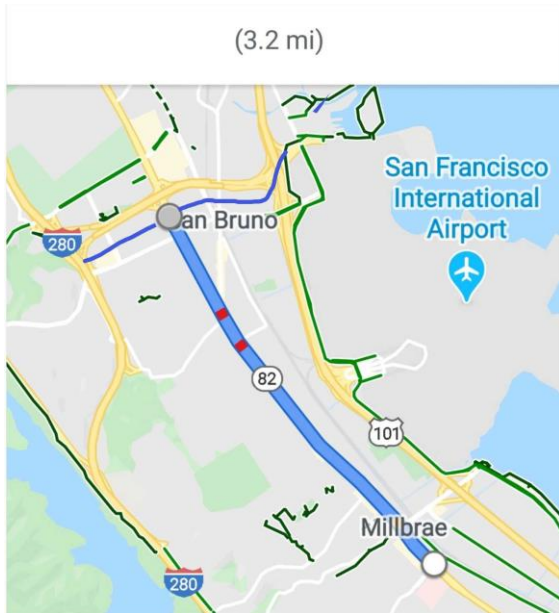 (3.2 mi)
San Francisco
International
Airport
an Bruno
280
82
101
Millbrae
280